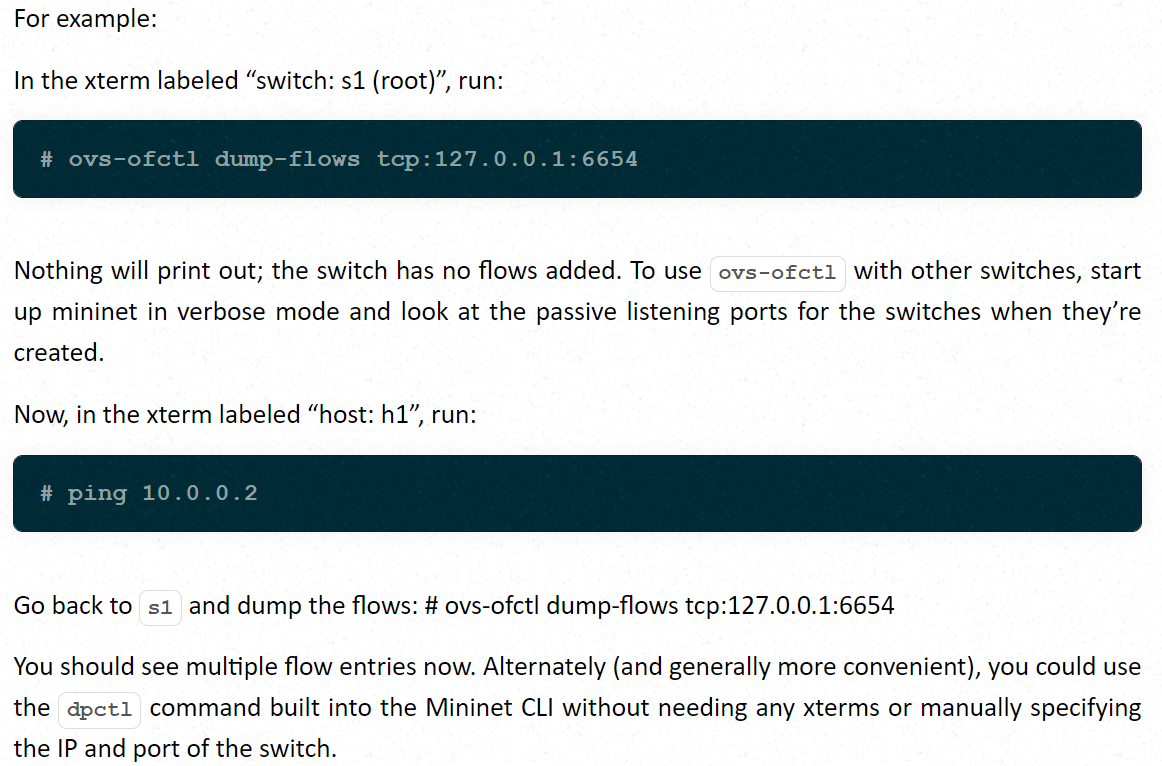 For example:
In the xterm labeled “switch: s1 (root)”, run:
# ovs-ofctl dump-flows tcp:127.0.0.1:6654
Nothing will print out; the switch has no flows added. To use ovs-ofctl with other switches, start
up mininet in verbose mode and look at the passive listening ports for the switches when they’re
created.
Now, in the xterm labeled “host: h1”, run:
# ping 10.0.0.2
Go back to s1 and dump the flows: # ovs-ofctl dump-flows tcp:127.0.0.1:6654
You should see multiple flow entries now. Alternately (and generally more convenient), you could use
the dpctl command built into the Mininet CLI without needing any xterms or manually specifying
the IP and port of the switch.